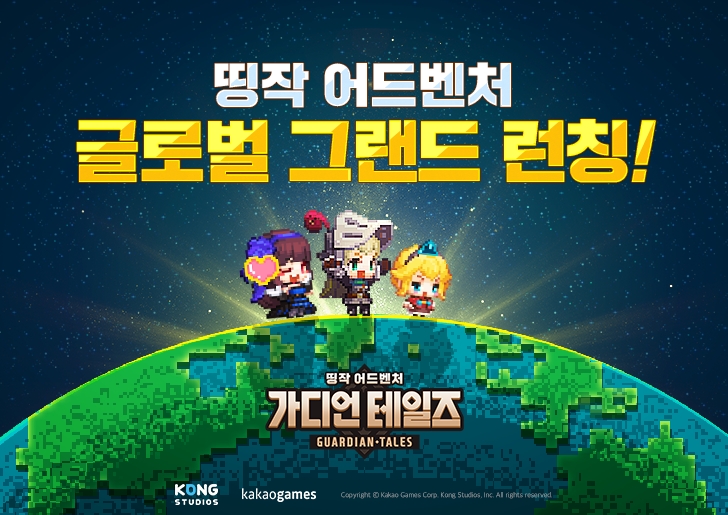 띵작 어드벤처
글로벌 그랜드 런칭!
띵작 어드벤처
가디언 테일즈
GUARDIAN•TALES
KONG
STUDIOS
kakaogames
Copyright © Kakao Games Corp. Kong Studios, Inc. All rights reserved.